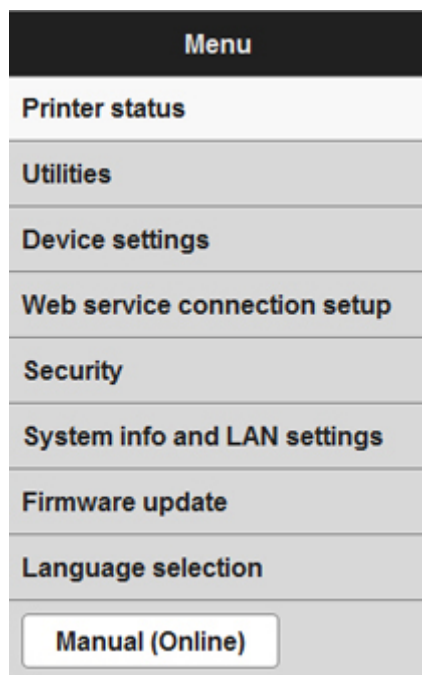 Menu
Printer status
Utilities
Device settings
Web service connection setup
Security
System info and LAN settings
Firmware update
Language selection
Manual (Online)